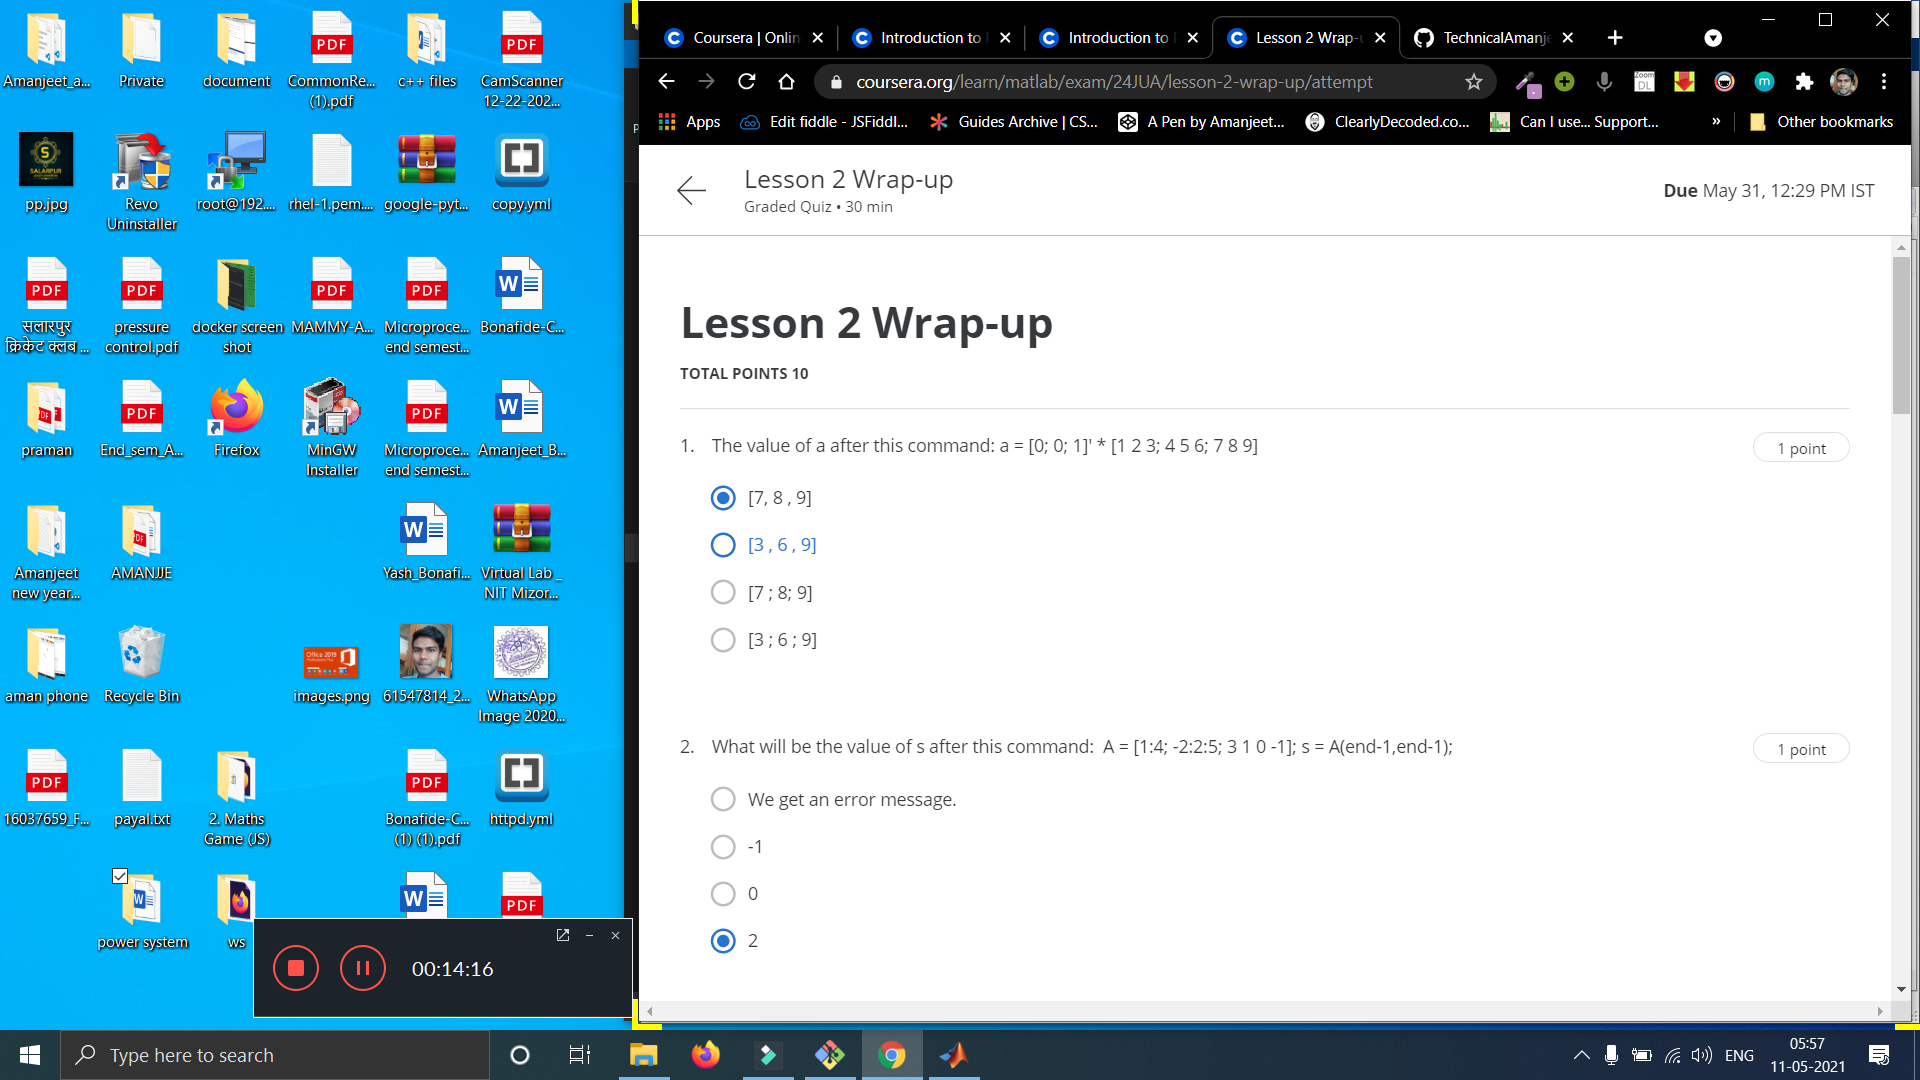 Amanjeet_a...
Private
document
CommonRe...
(1).pdf
c++ files
CamScanner
12-22-202...
pp.jpg
Revo
Uninstaller
root@192....
rhel-1.pem....
google-pyt...
copy.yml
सलारपुर
क्रिकेट क्लब ...
pressure
control.pdf
docker screen
shot
MAMMY-A...
Microproce...
end semest...
Bonafide-C...
praman
End_sem_A...
Firefox
MinGW
Installer
Microproce...
end semest...
Amanjeet_B...
Amanjeet
new year...
AMANJJE
Yash_Bonafi...
Virtual Lab _
NIT Mizor...
aman phone
Recycle Bin
images.png
61547814_2...
WhatsApp
Image 2020...
16037659_F...
payal.txt
2. Maths
Game (JS)
Bonafide-C...
(1) (1).pdf
httpd.yml
power system
ws
00:14:16
Coursera | Onlin
Introduction to
Introduction to
Lesson 2 Wrap-
TechnicalAmanj
coursera.org/learn/matlab/exam/24JUA/lesson-2-wrap-up/attempt
Apps
Edit fiddle - JSFiddl...
Guides Archive | CS...
A Pen by Amanjeet...
ClearlyDecoded.co...
Can I use... Support...
»
Other bookmarks
Lesson 2 Wrap-up
Graded Quiz • 30 min
Due May 31, 12:29 PM IST
Lesson 2 Wrap-up
TOTAL POINTS 10
1. The value of a after this command: a = [0; 0; 1]' * [1 2 3; 4 5 6; 7 8 9]
1 point
[7, 8 , 9]
[3 , 6 , 9]
[7 ; 8; 9]
[3 ; 6 ; 9]
2. What will be the value of s after this command: A = [1:4; -2:2:5; 3 1 0 -1]; s = A(end-1,end-1);
1 point
We get an error message.
-1
0
2
Type here to search
ENG
05:57
11-05-2021